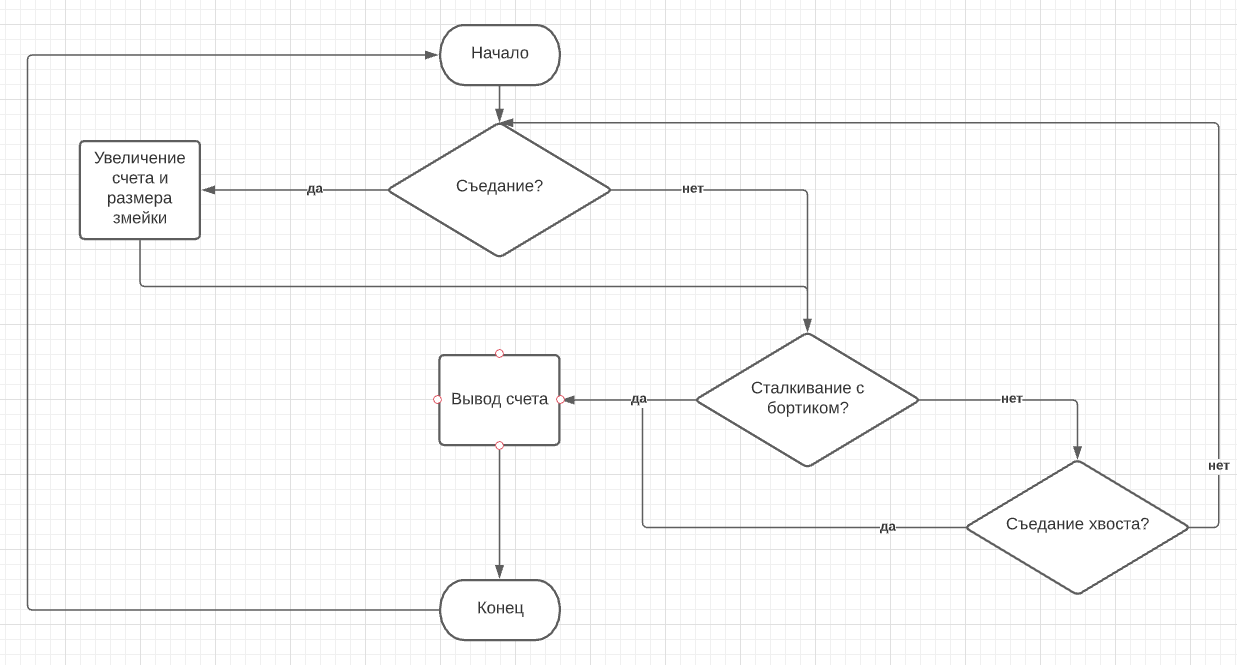 Начало
Увеличение
счета и
размера
змейки
да
Съедание?
нет
Вывод счета
да
Сталкивание с
бортиком?
нет
нет
да
Съедание хвоста?
Конец